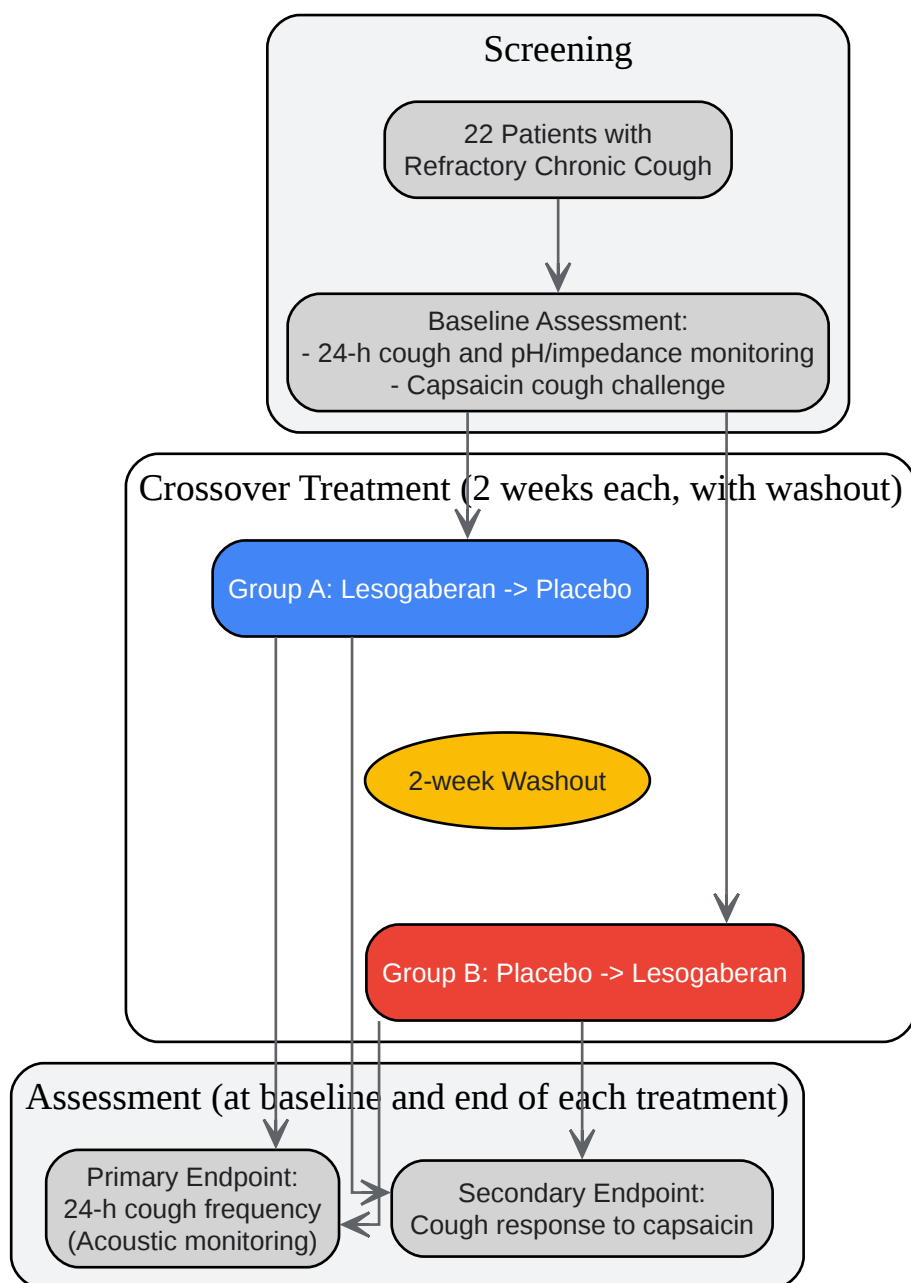 Screening
22 Patients with
Refractory Chronic Cough
Baseline Assessment:
- 24-h cough and pH/impedance monitoring
- Capsaicin cough challenge
Crossover Treatment (2 weeks each, with washout)
Group A: Lesogaberan -> Placebo
2-week Washout
Group B: Placebo -> Lesogaberan
Assessment (at baseline and end of each treatment)
Primary Endpoint:
24-h cough frequency
(Acoustic monitoring)
Secondary Endpoint:
Cough response to capsaicin